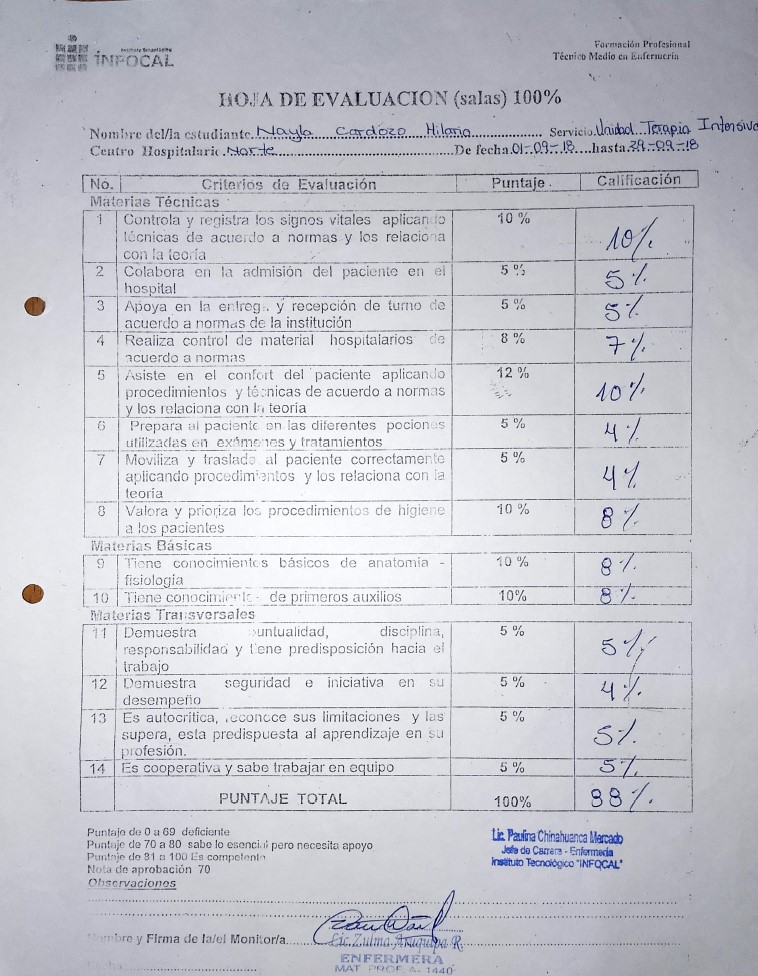 INFOCAL
Formación Profesional
Técnico Medio en Enfermería
HOJA DE EVALUACION (salas) 100%
Nombre del/la estudiante. Nayla Cardozo Hilario Servicio. Unidad Terapia Intensiva
Centro Hospitalario Norte De fecha 01-09-18 hasta 29-09-18
No. Criterios de Evaluación Puntaje. Calificación
Materias Técnicas
1 Controla y registra los signos vitales aplicando 10 % 10%
técnicas de acuerdo a normas y los relaciona
con la teoría
2 Colabora en la admisión del paciente en el 5 % 5%
hospital
3 Apoya en la entrega y recepción de turno de 5 % 5%
acuerdo a normas de la institución
4 Realiza control de material hospitalarios de 8 % 7%
acuerdo a normas
5 Asiste en el confort del paciente aplicando 12 % 10%
procedimientos y técnicas de acuerdo a normas
y los relaciona con la teoría
6 Prepara al paciente en las diferentes pociones 5 % 4%
utilizadas en exámenes y tratamientos
7 Moviliza y traslada al paciente correctamente 5 % 4%
aplicando procedimientos y los relaciona con la
teoría
8 Valora y prioriza los procedimientos de higiene 10 % 8%
a los pacientes
Materias Básicas
9 Tiene conocimientos básicos de anatomia - 10 % 8%
fisiología
10 Tiene conocimiento de primeros auxilios 10% 8%
Materias Transversales
11 Demuestra puntualidad, disciplina, 5 % 5%
responsabilidad y tiene predisposición hacia el
trabajo
12 Demuestra seguridad e iniciativa en su 5 % 4%
desempeño
13 Es autocritica, reconoce sus limitaciones y las 5 % 5%
supera, esta predispuesta al aprendizaje en su
profesión.
14 Es cooperativa y sabe trabajar en equipo 5 % 5%
PUNTAJE TOTAL 100% 88%
Puntaje de 0 a 69 deficiente
Puntaje de 70 a 80 sabe lo esencial pero necesita apoyo
Puntaje de 81 a 100 Es competente
Nota de aprobación 70
Observaciones
Lic. Paulina Chinahuanca Mercado
Jefe de Carrera - Enfermería
Instituto Tecnológico "INFOCAL"
Nombre y Firma de la/el Monitor/a
Lic. Zulma Aruquipa R.
ENFERMERA
MAT. PROF. A-1440
Fecha